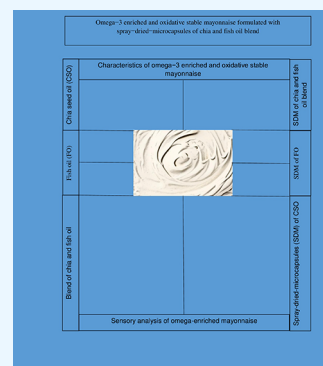 Omega−3 enriched and oxidative stable mayonnaise formulated with
spray−dried−microcapsules of chia and fish oil blend
Characteristics of omega−3 enriched and oxidative stable
mayonnaise
Chia seed oil (CSO)
Fish oil (FO)
Blend of chia and fish oil
SDM of chia and fish
oil blend
SDM of FO
Spray-dried-microcapsules (SDM) of CSO
Sensory analysis of omega-enriched mayonnaise